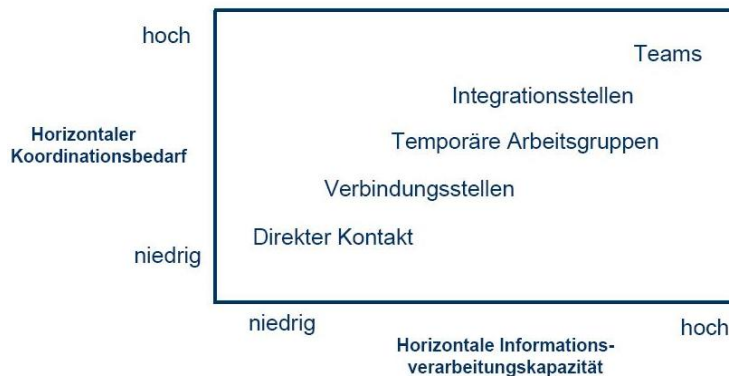 hoch
Teams
Integrationsstellen
Horizontaler
Koordinationsbedarf
Temporäre Arbeitsgruppen
Verbindungsstellen
Direkter Kontakt
niedrig
niedrig
hoch
Horizontale Informations-
verarbeitungskapazität